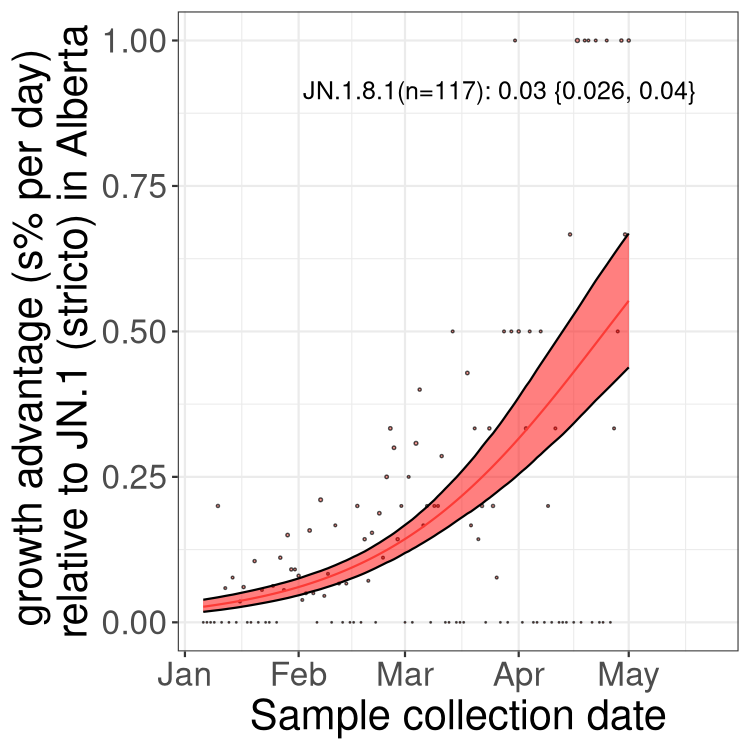 growth advantage (s% per day)
relative to JN.1 (stricto) in Alberta
1.00
0.75
0.50
0.25
0.00
JN.1.8.1(n=117): 0.03 {0.026, 0.04}
Jan Feb Mar Apr May
Sample collection date